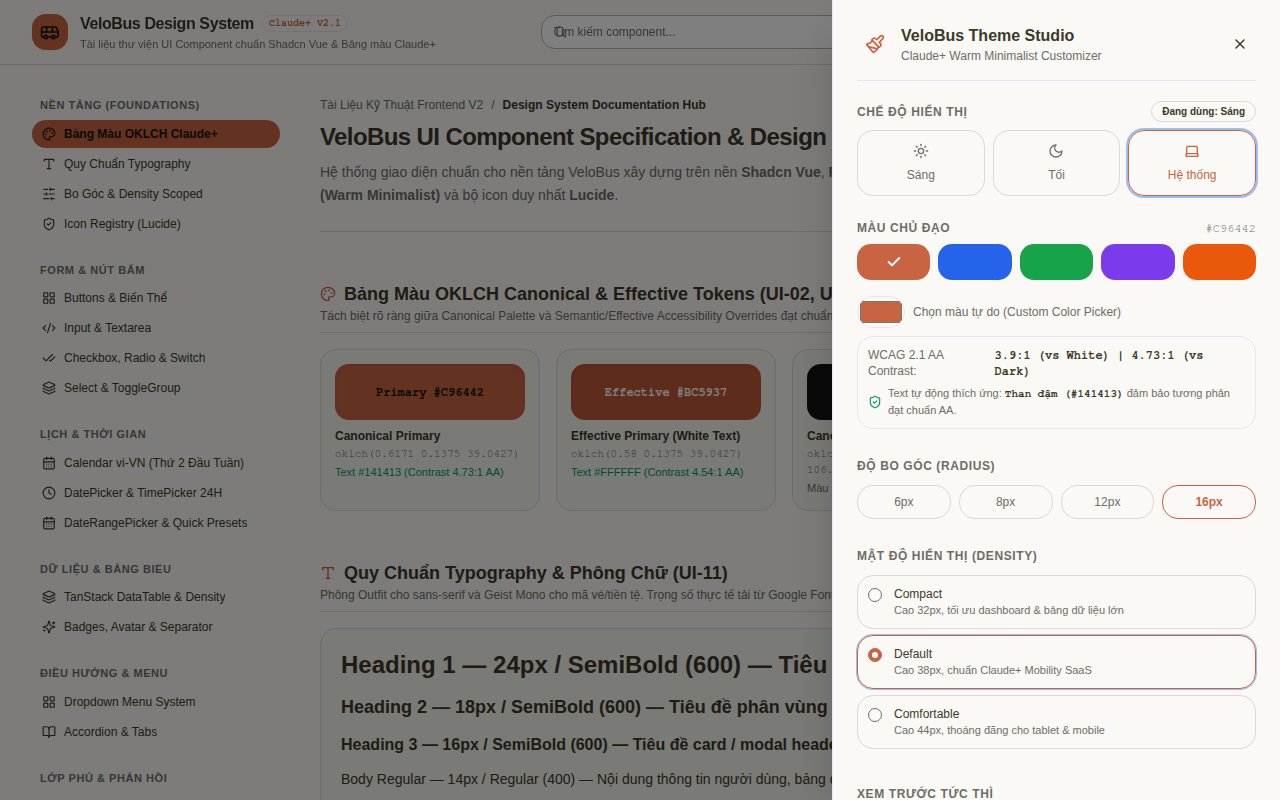 VeloBus Design System
Claude+ V2.1
Tài liệu thư viện UI Component chuẩn Shadcn Vue & Bảng màu Claude+
kiếm component...
NỀN TẢNG (FOUNDATIONS)
Bảng Màu OKLCH Claude+
Quy Chuẩn Typography
Bo Góc & Density Scoped
Icon Registry (Lucide)
FORM & NÚT BẤM
Buttons & Biến Thể
Input & Textarea
Checkbox, Radio & Switch
Select & ToggleGroup
LỊCH & THỜI GIAN
Calendar vi-VN (Thứ 2 Đầu Tuần)
DatePicker & TimePicker 24H
DateRangePicker & Quick Presets
DỮ LIỆU & BẢNG BIỂU
TanStack DataTable & Density
Badges, Avatar & Separator
ĐIỀU HƯỚNG & MENU
Dropdown Menu System
Accordion & Tabs
LỚP PHỦ & PHẢN HỒI
Tài Liệu Kỹ Thuật Frontend V2 / Design System Documentation Hub
VeloBus UI Component Specification & Design
Hệ thống giao diện chuẩn cho nền tảng VeloBus xây dựng trên nền Shadcn Vue,
(Warm Minimalist) và bộ icon duy nhất Lucide.
Bảng Màu OKLCH Canonical & Effective Tokens (UI-02, U
Tách biệt rõ ràng giữa Canonical Palette và Semantic/Effective Accessibility Overrides đạt chuẩn
Primary #C96442
Canonical Primary
oklch(0.6171 0.1375 39.0427)
Text #141413 (Contrast 4.73:1 AA)
Effective #BC5937
Effective Primary (White Text)
oklch(0.58 0.1375 39.0427)
Text #FFFFFF (Contrast 4.54:1 AA)
Cano
oklc
106.
Màu
Quy Chuẩn Typography & Phông Chữ (UI-11)
Phông Outfit cho sans-serif và Geist Mono cho mã vé/tiền tệ. Trọng số thực tế tải từ Google Fon
Heading 1 — 24px / SemiBold (600) — Tiêu
Heading 2 — 18px / SemiBold (600) — Tiêu đề phân vùng
Heading 3 — 16px / SemiBold (600) — Tiêu đề card / modal heade
Body Regular — 14px / Regular (400) — Nội dung thông tin người dùng, bảng
VeloBus Theme Studio
Claude+ Warm Minimalist Customizer
CHẾ ĐỘ HIỂN THỊ
Đang dùng: Sáng
Sáng
Tối
Hệ thống
MÀU CHỦ ĐẠO
#C96442
Chọn màu tự do (Custom Color Picker)
WCAG 2.1 AA Contrast:
3.9:1 (vs White) | 4.73:1 (vs Dark)
Text tự động thích ứng: Than đậm (#141413) đảm bảo tương phản
đạt chuẩn AA.
ĐỘ BO GÓC (RADIUS)
6px
8px
12px
16px
MẬT ĐỘ HIỂN THỊ (DENSITY)
Compact
Cao 32px, tối ưu dashboard & bảng dữ liệu lớn
Default
Cao 38px, chuẩn Claude+ Mobility SaaS
Comfortable
Cao 44px, thoáng đãng cho tablet & mobile
XEM TRƯỚC TỨC THÌ